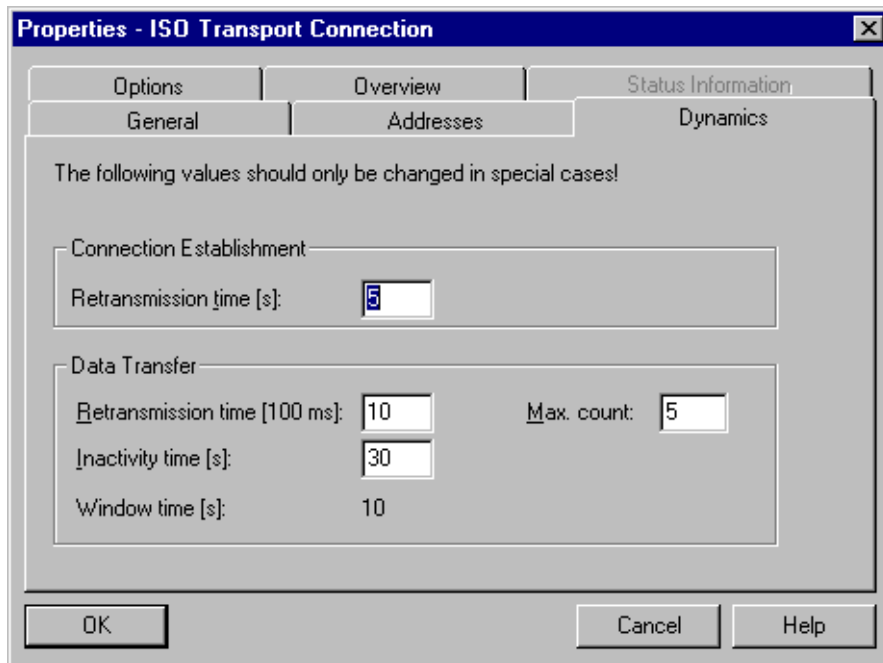 Properties - ISO Transport Connection
Options Overview Status Information
General Addresses Dynamics
The following values should only be changed in special cases!
Connection Establishment
Retransmission time [s]: 5
Data Transfer
Retransmission time [100 ms]: 10 Max. count: 5
Inactivity time [s]: 30
Window time [s]: 10
OK Cancel Help